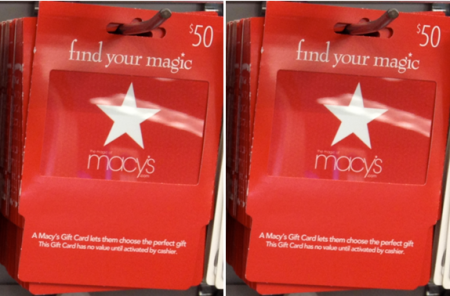 $50
find your magic
the magic of
macy's
.com
A Macy's Gift Card lets them choose the perfect gift
This Gift Card has no value until activated by cashier.
$50
find your magic
the magic of
macy's
.com
A Macy's Gift Card lets them choose the perfect gift
This Gift Card has no value until activated by cashier.